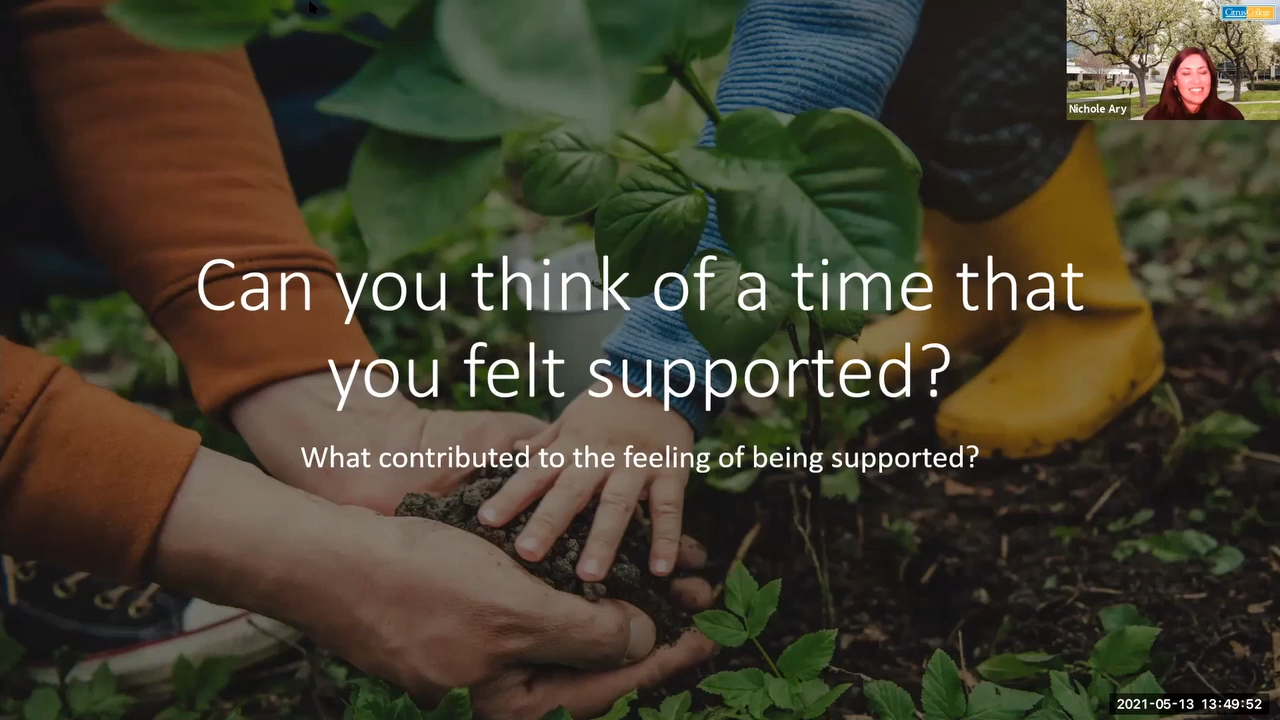 Citrus College
Nichole Ary
Can you think of a time that
you felt supported?
What contributed to the feeling of being supported?
2021-05-13 13:49:52